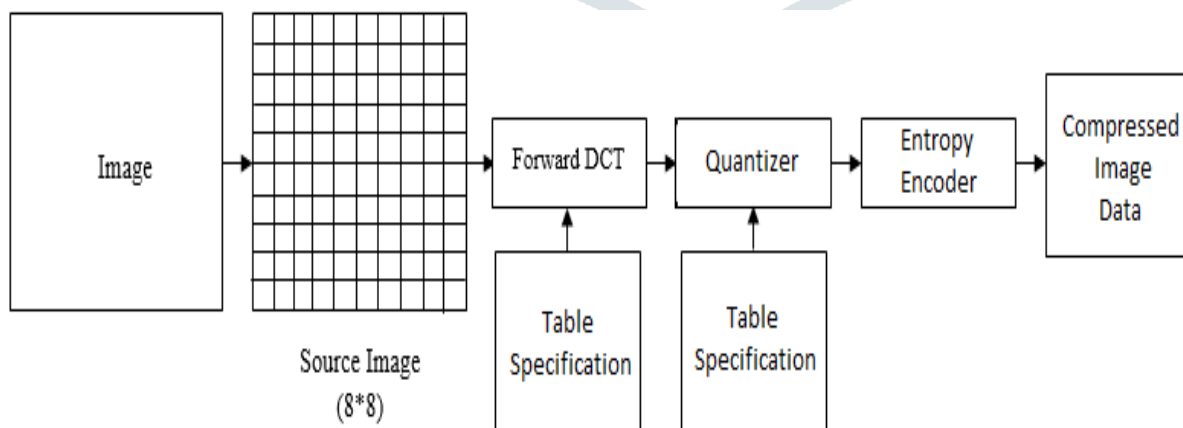 Image
Source Image
(8*8)
Forward DCT
Table
Specification
Quantizer
Table
Specification
Entropy
Encoder
Compressed
Image
Data